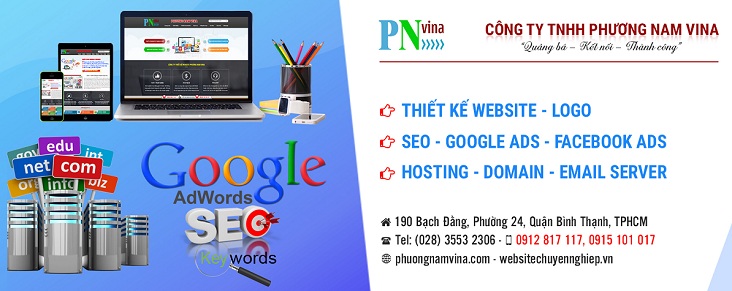 PN vina
CÔNG TY TNHH PHƯƠNG NAM VINA
"Quảng bá – Kết nối – Thành công"
THIẾT KẾ WEBSITE - LOGO
SEO - GOOGLE ADS - FACEBOOK ADS
HOSTING - DOMAIN - EMAIL SERVER
190 Bạch Đằng, Phường 24, Quận Bình Thạnh, TPHCM
Tel: (028) 3553 2306 - 0912 817 117, 0915 101 017
phuongnamvina.com - websitechuyennghiep.vn
edu
gov
int
net
com
org
info
biz
Google
AdWords
SEO
Keywords